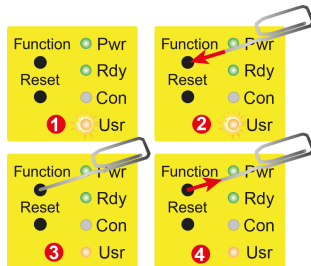 Function Pwr
Rdy
Reset
Con
1 Usr
Function Pwr
Rdy
Reset
Con
2 Usr
Function Pwr
Rdy
Reset
Con
3 Usr
Function Pwr
Rdy
Reset
Con
4 Usr